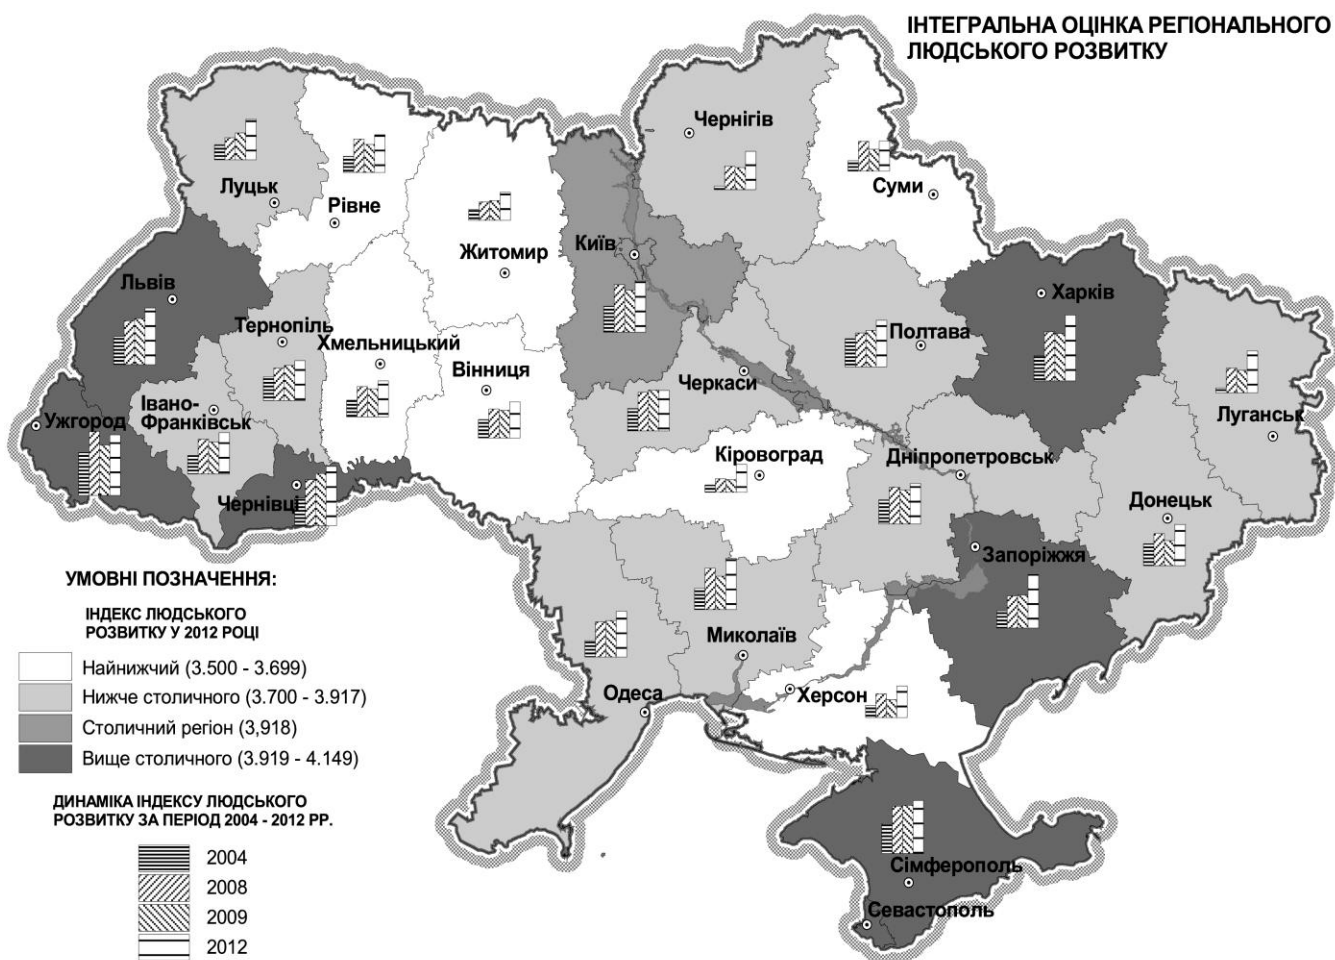 ІНТЕГРАЛЬНА ОЦІНКА РЕГІОНАЛЬНОГО
ЛЮДСЬКОГО РОЗВИТКУ
Чернігів
Луцьк
Рівне
Суми
Житомир
Київ
Львів
Харків
Тернопіль
Хмельницький
Вінниця
Полтава
Черкаси
Івано-
Франківськ
Ужгород
Луганськ
Кіровоград
Дніпропетровськ
Чернівці
Донецьк
Запоріжжя
Миколаїв
Одеса
Херсон
Сімферополь
Севастополь
УМОВНІ ПОЗНАЧЕННЯ:
ІНДЕКС ЛЮДСЬКОГО
РОЗВИТКУ У 2012 РОЦІ
Найнижчий (3.500 - 3.699)
Нижче столичного (3.700 - 3.917)
Столичний регіон (3,918)
Вище столичного (3.919 - 4.149)
ДИНАМІКА ІНДЕКСУ ЛЮДСЬКОГО
РОЗВИТКУ ЗА ПЕРІОД 2004 - 2012 РР.
2004
2008
2009
2012